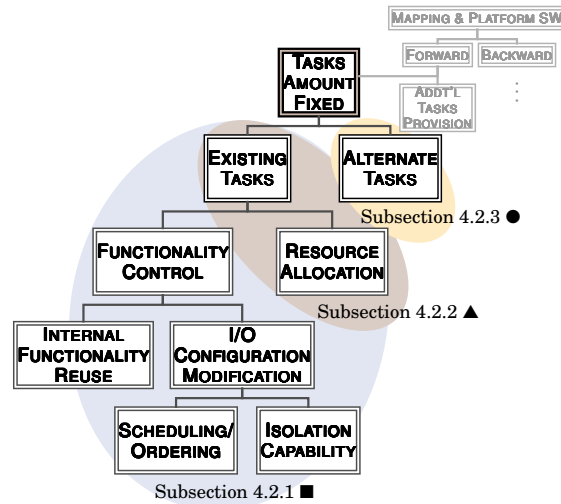 MAPPING & PLATFORM SW
FORWARD
BACKWARD
ADDT'L
TASKS
PROVISION
TASKS
AMOUNT
FIXED
EXISTING
TASKS
ALTERNATE
TASKS
Subsection 4.2.3 ●
FUNCTIONALITY
CONTROL
RESOURCE
ALLOCATION
Subsection 4.2.2 ▲
INTERNAL
FUNCTIONALITY
REUSE
I/O
CONFIGURATION
MODIFICATION
SCHEDULING/
ORDERING
ISOLATION
CAPABILITY
Subsection 4.2.1 ■